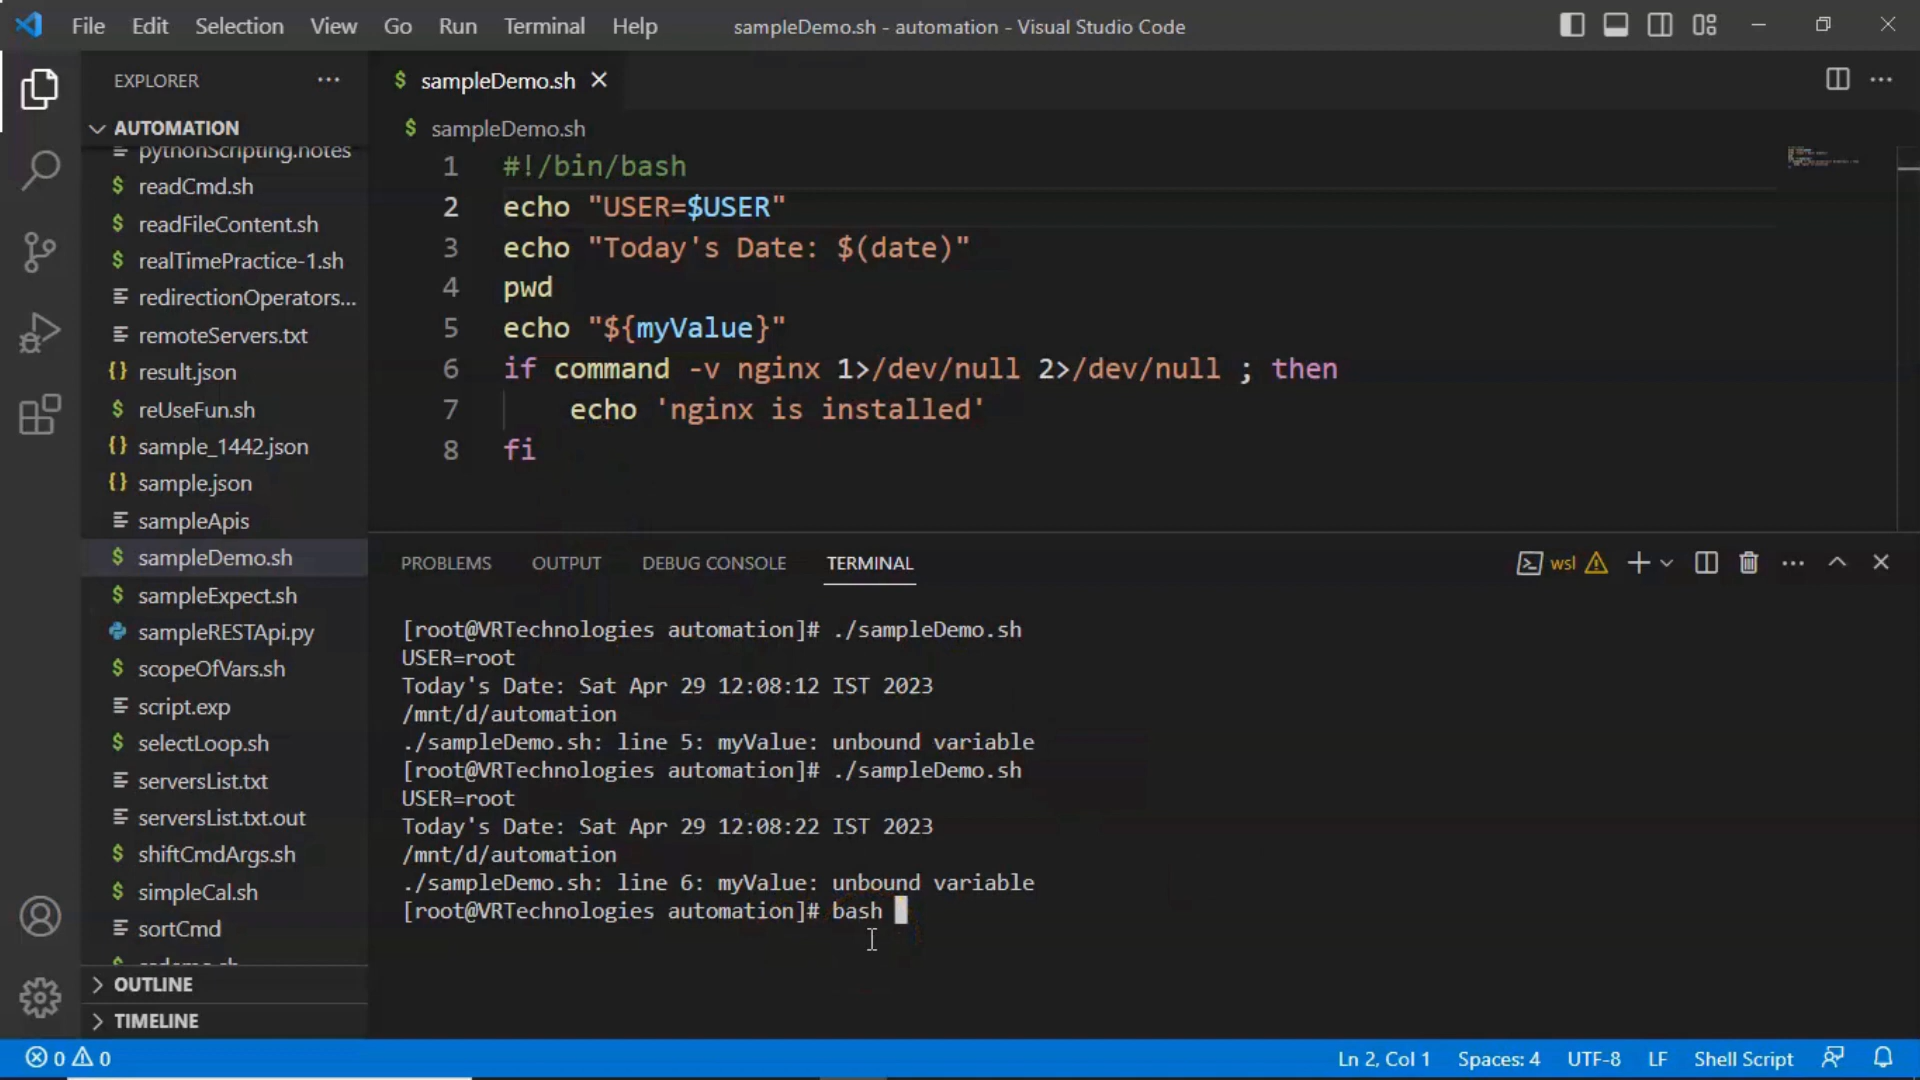 File Edit Selection View Go Run Terminal Help sampleDemo.sh - automation - Visual Studio Code
EXPLORER
AUTOMATION
pythonScripting.notes
readCmd.sh
readFileContent.sh
realTimePractice-1.sh
redirectionOperators...
remoteServers.txt
result.json
reUseFun.sh
sample_1442.json
sample.json
sampleApis
sampleDemo.sh
sampleExpect.sh
sampleRESTApi.py
scopeOfVars.sh
script.exp
selectLoop.sh
serversList.txt
serversList.txt.out
shiftCmdArgs.sh
simpleCal.sh
sortCmd
OUTLINE
TIMELINE
$ sampleDemo.sh
$ sampleDemo.sh
1 #!/bin/bash
2 echo "USER=$USER"
3 echo "Today's Date: $(date)"
4 pwd
5 echo "${myValue}"
6 if command -v nginx 1>/dev/null 2>/dev/null ; then
7 echo 'nginx is installed'
8 fi
PROBLEMS OUTPUT DEBUG CONSOLE TERMINAL wsl
[root@VRTechnologies automation]# ./sampleDemo.sh
USER=root
Today's Date: Sat Apr 29 12:08:12 IST 2023
/mnt/d/automation
./sampleDemo.sh: line 5: myValue: unbound variable
[root@VRTechnologies automation]# ./sampleDemo.sh
USER=root
Today's Date: Sat Apr 29 12:08:22 IST 2023
/mnt/d/automation
./sampleDemo.sh: line 6: myValue: unbound variable
[root@VRTechnologies automation]# bash
0 0 Ln 2, Col 1 Spaces: 4 UTF-8 LF Shell Script